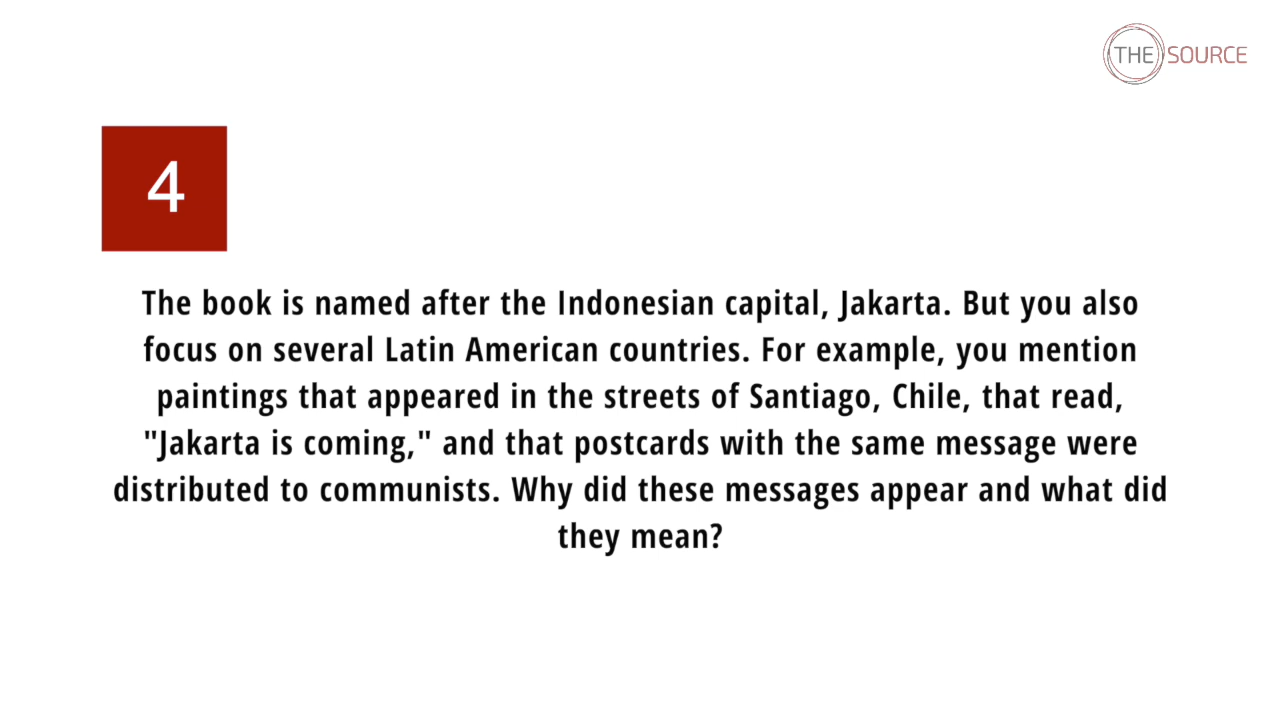 THE SOURCE
4
The book is named after the Indonesian capital, Jakarta. But you also
focus on several Latin American countries. For example, you mention
paintings that appeared in the streets of Santiago, Chile, that read,
"Jakarta is coming," and that postcards with the same message were
distributed to communists. Why did these messages appear and what did
they mean?